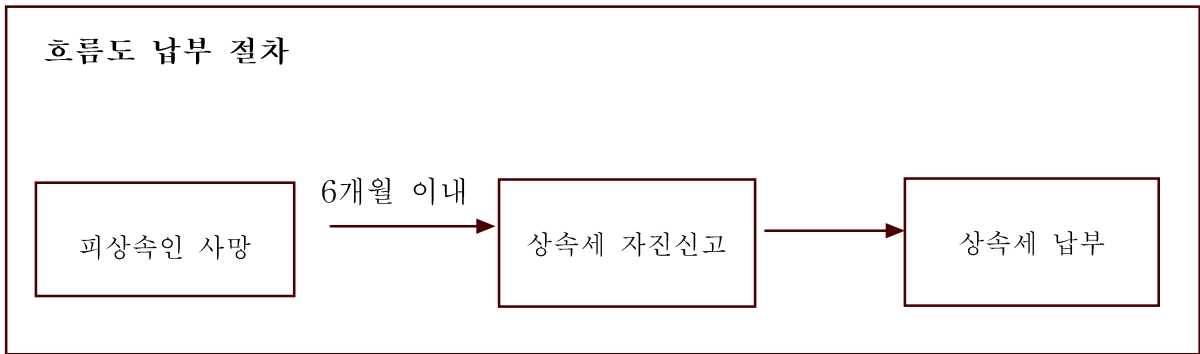 흐름도 납부 절차
6개월 이내
피상속인 사망
상속세 자진신고
상속세 납부